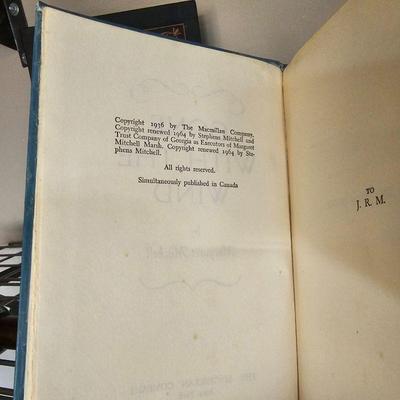 Copyright 1936 by The Macmillan Company.
Copyright renewed 1964 by Stephens Mitchell and
Trust Company of Georgia as Executors of Margaret
Mitchell Marsh. Copyright renewed 1964 by Ste-
phens Mitchell.
All rights reserved.
Simultaneously published in Canada
TO
J. R. M.